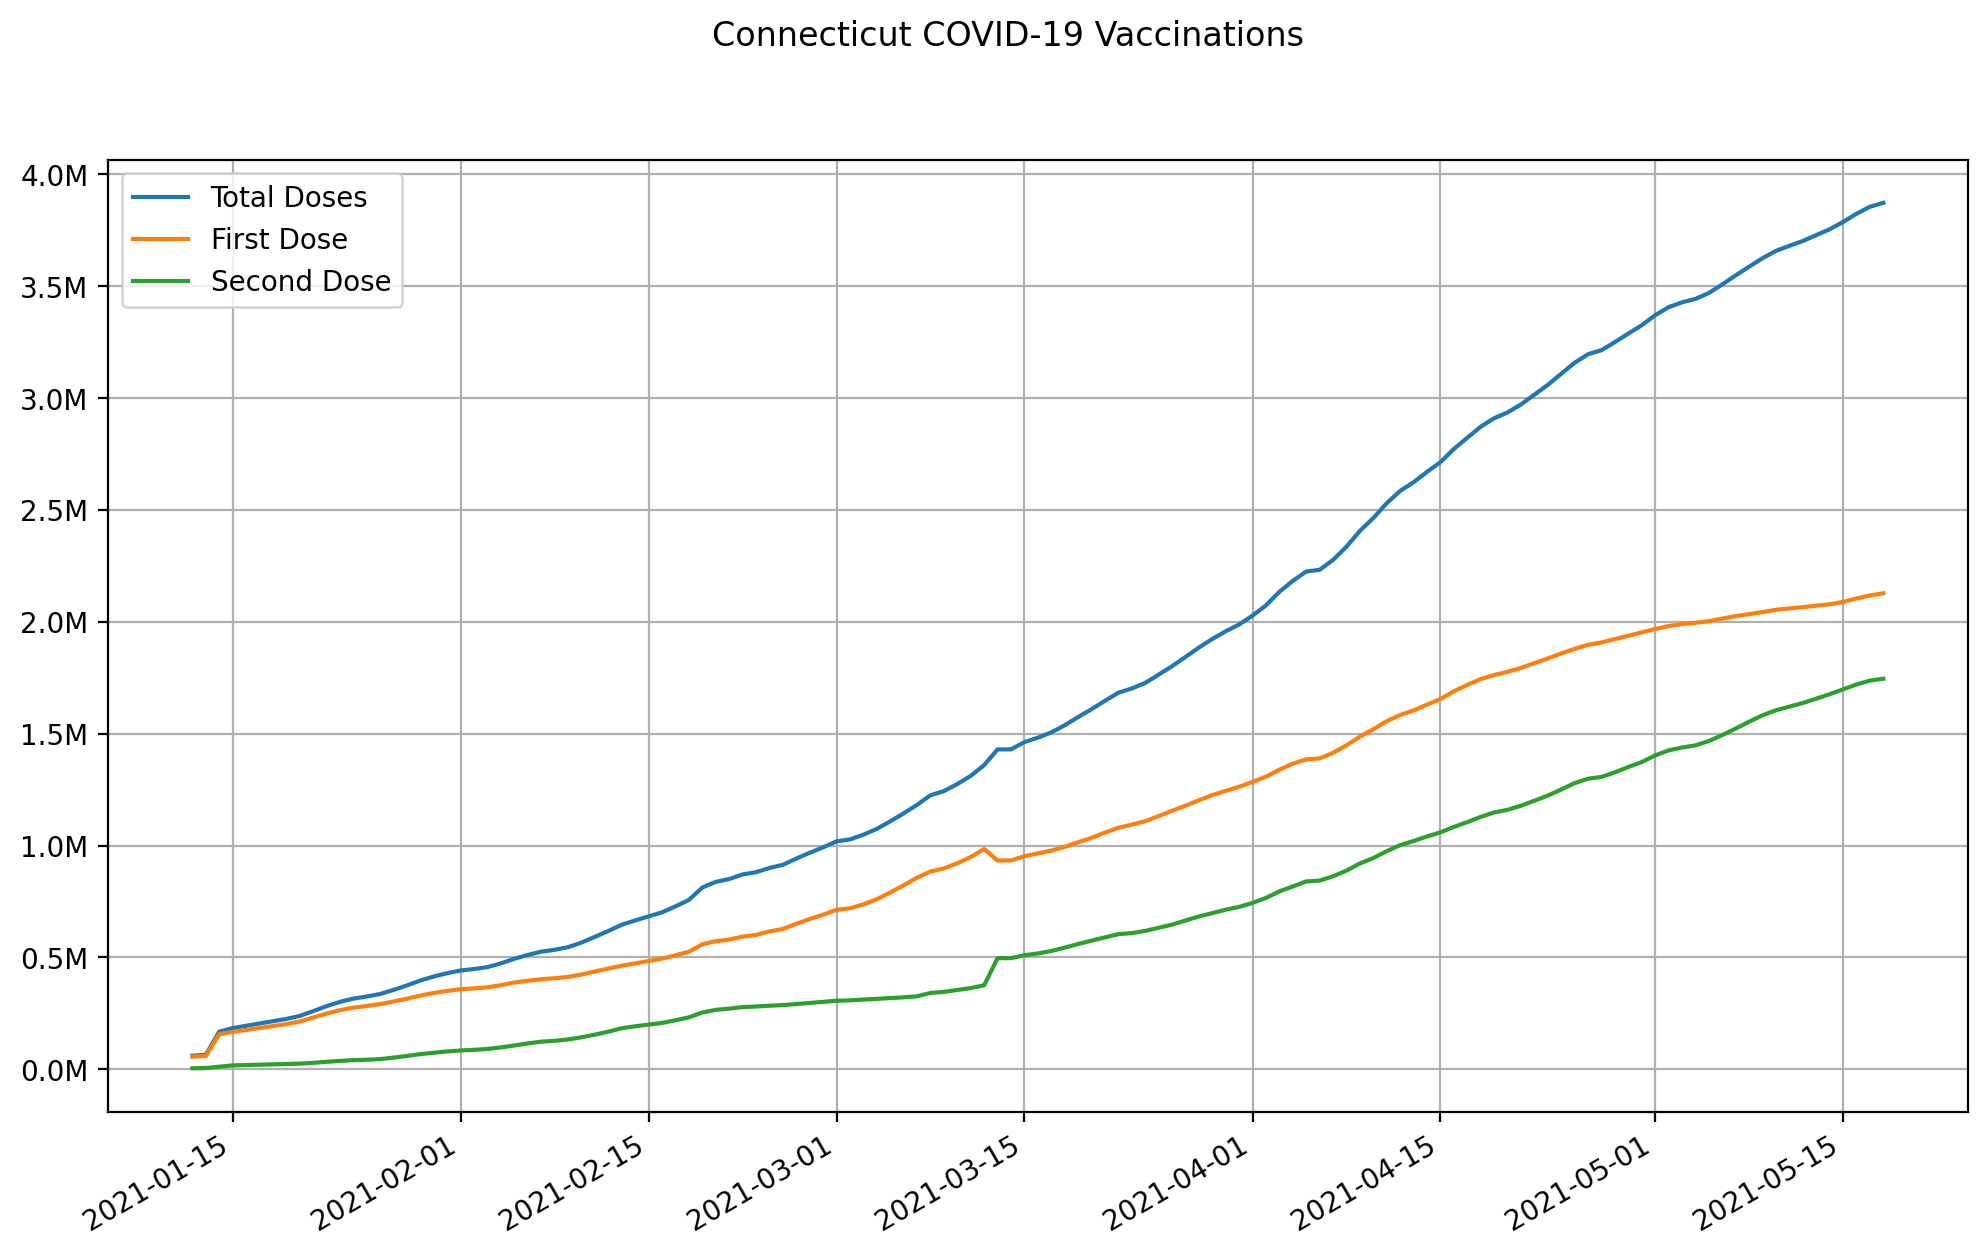 Connecticut COVID-19 Vaccinations
4.0M
3.5M
3.0M
2.5M
2.0M
1.5M
1.0M
0.5M
0.0M
Total Doses
First Dose
Second Dose
2021-01-15
2021-02-01
2021-02-15
2021-03-01
2021-03-15
2021-04-01
2021-04-15
2021-05-01
2021-05-15